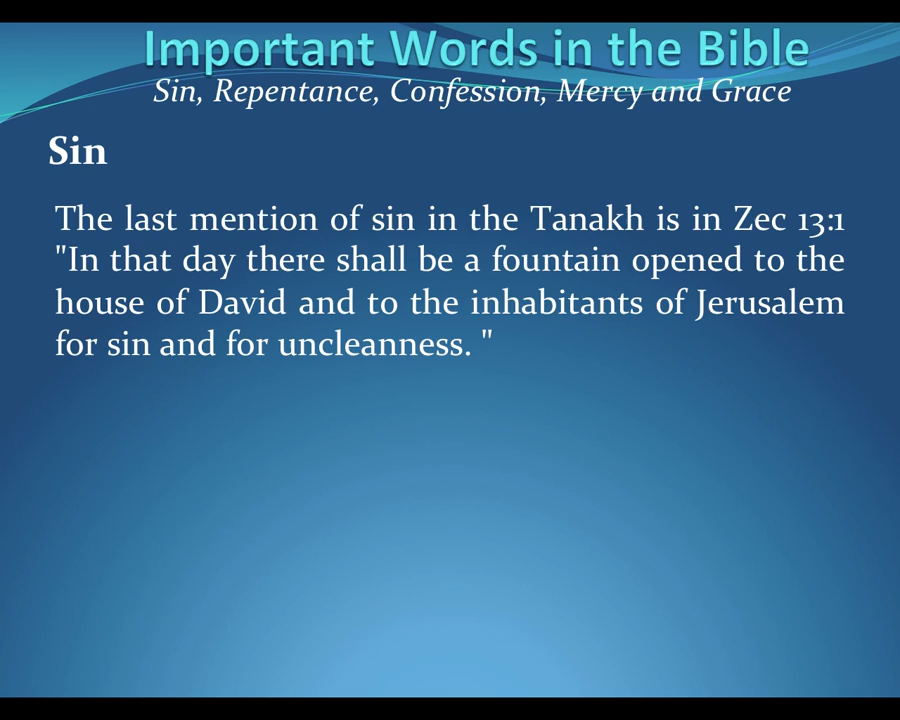 Important Words in the Bible
Sin, Repentance, Confession, Mercy and Grace
Sin
The last mention of sin in the Tanakh is in Zec 13:1
"In that day there shall be a fountain opened to the
house of David and to the inhabitants of Jerusalem
for sin and for uncleanness. "